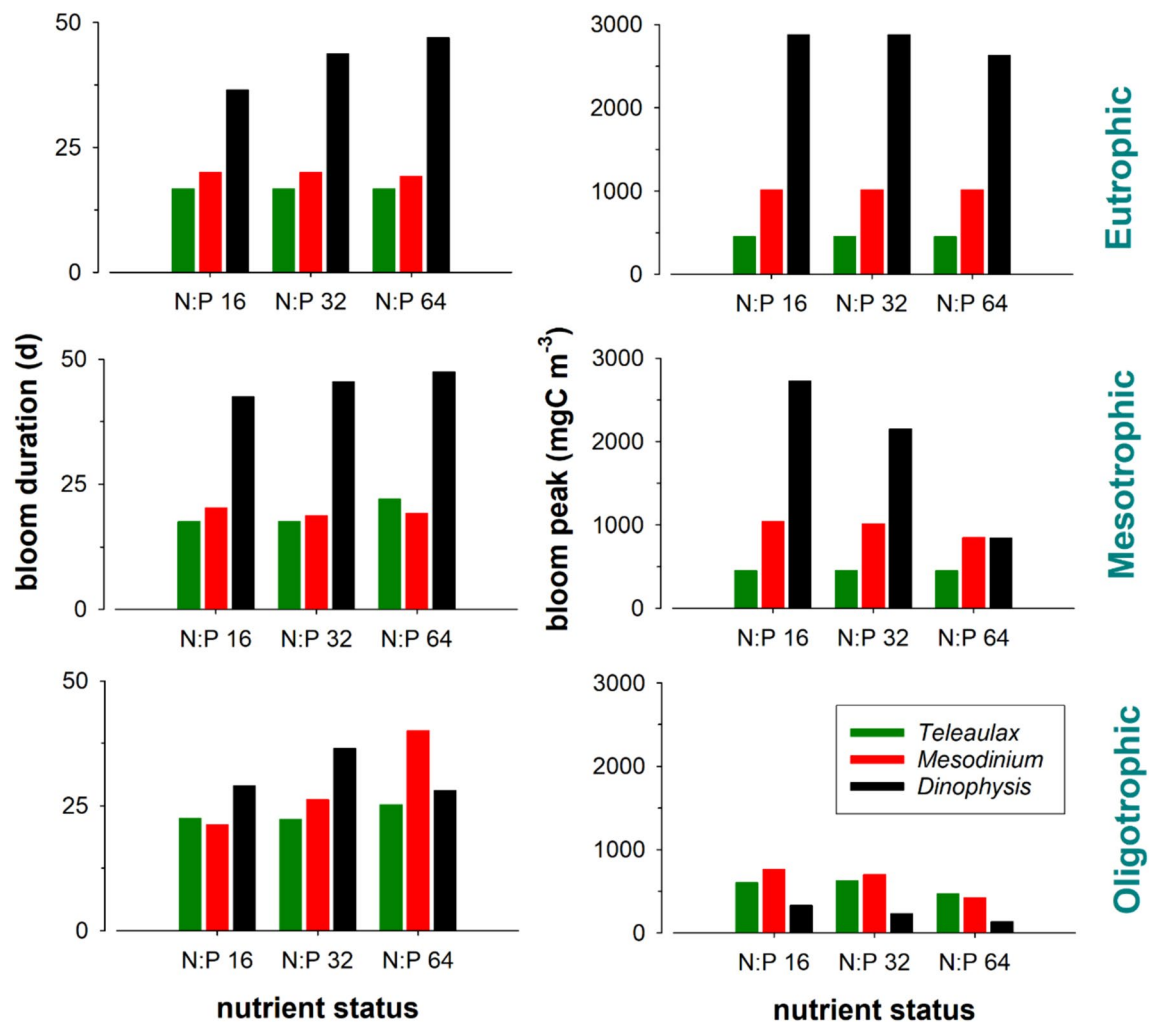 50
25
0
N:P 16 N:P 32 N:P 64
3000
2000
1000
0
N:P 16 N:P 32 N:P 64
Eutrophic
bloom duration (d)
50
25
0
N:P 16 N:P 32 N:P 64
bloom peak (mgC m-3)
3000
2000
1000
0
N:P 16 N:P 32 N:P 64
Mesotrophic
50
25
0
N:P 16 N:P 32 N:P 64
nutrient status
3000
2000
1000
0
Teleaulax
Mesodinium
Dinophysis
N:P 16 N:P 32 N:P 64
nutrient status
Oligotrophic